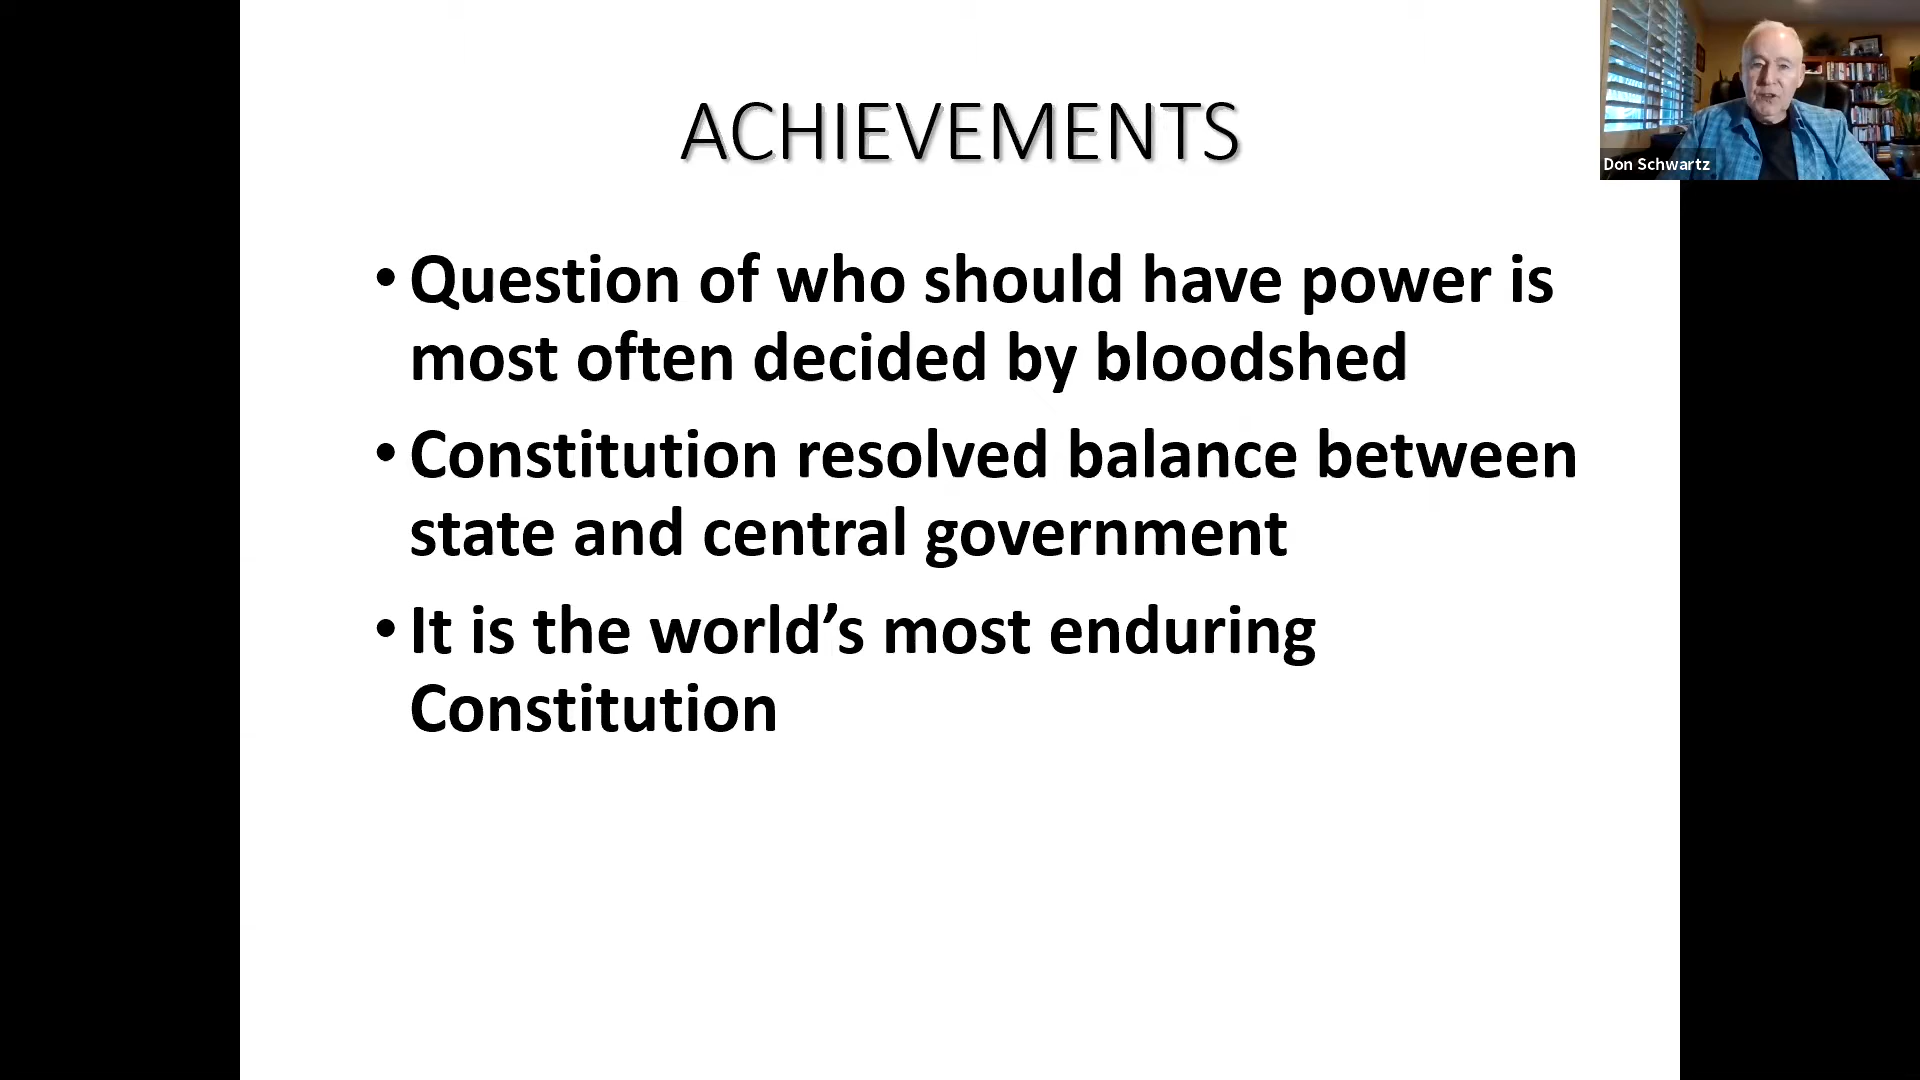 ACHIEVEMENTS
Don Schwartz
• Question of who should have power is
most often decided by bloodshed
• Constitution resolved balance between
state and central government
• It is the world’s most enduring
Constitution